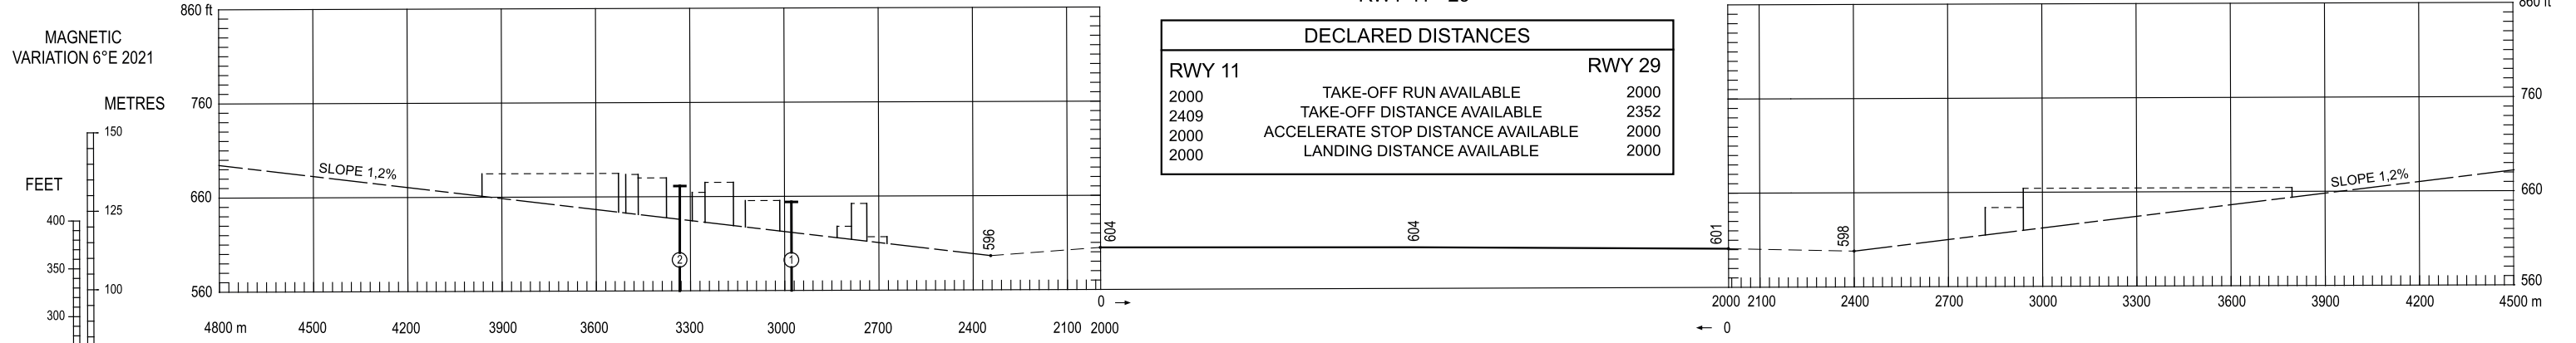 860 ft
MAGNETIC
VARIATION 6°E 2021
METRES
760
150
SLOPE 1,2%
FEET
660
125
400
596
350
2
1
100
560
300
4800 m 4500 4200 3900 3600 3300 3000 2700 2400 2100 2000
0 →
DECLARED DISTANCES
RWY 11 RWY 29
2000 TAKE-OFF RUN AVAILABLE 2000
2409 TAKE-OFF DISTANCE AVAILABLE 2352
2000 ACCELERATE STOP DISTANCE AVAILABLE 2000
2000 LANDING DISTANCE AVAILABLE 2000
604
604
601
860 ft
760
SLOPE 1,2%
660
598
560
2000 2100 2400 2700 3000 3300 3600 3900 4200 4500 m
← 0